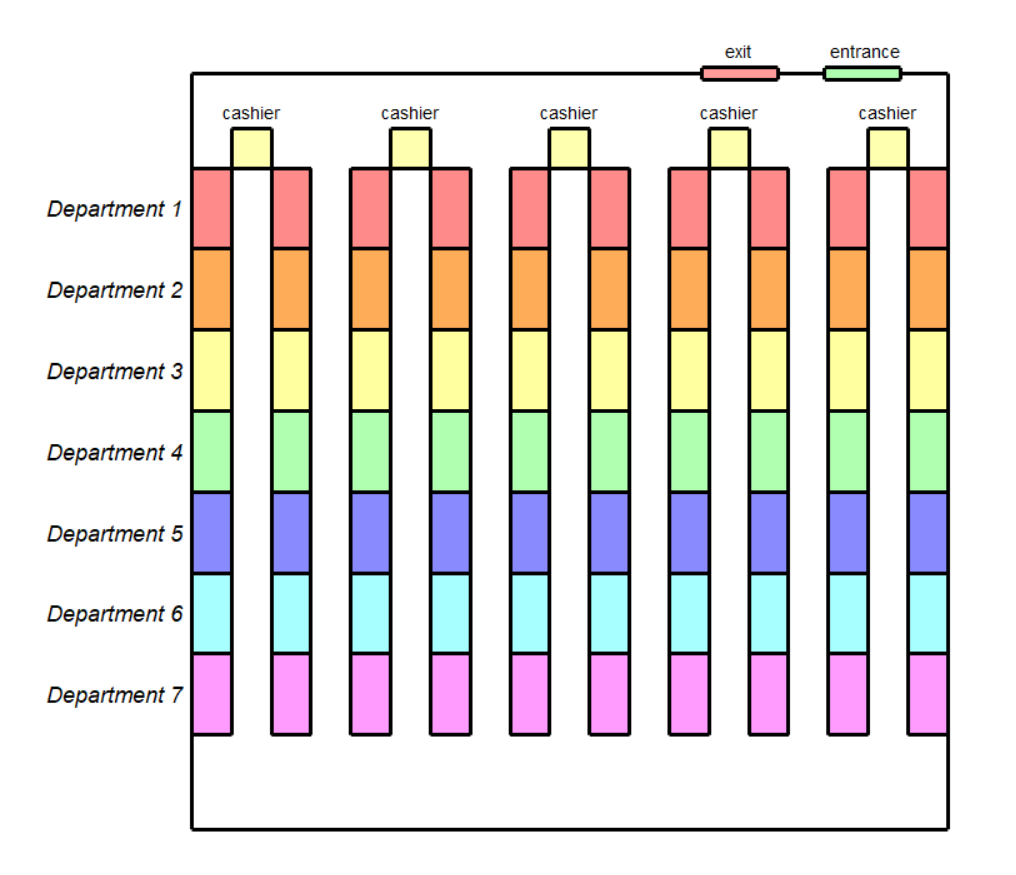 exit
entrance
cashier
cashier
cashier
cashier
cashier
Department 1
Department 2
Department 3
Department 4
Department 5
Department 6
Department 7